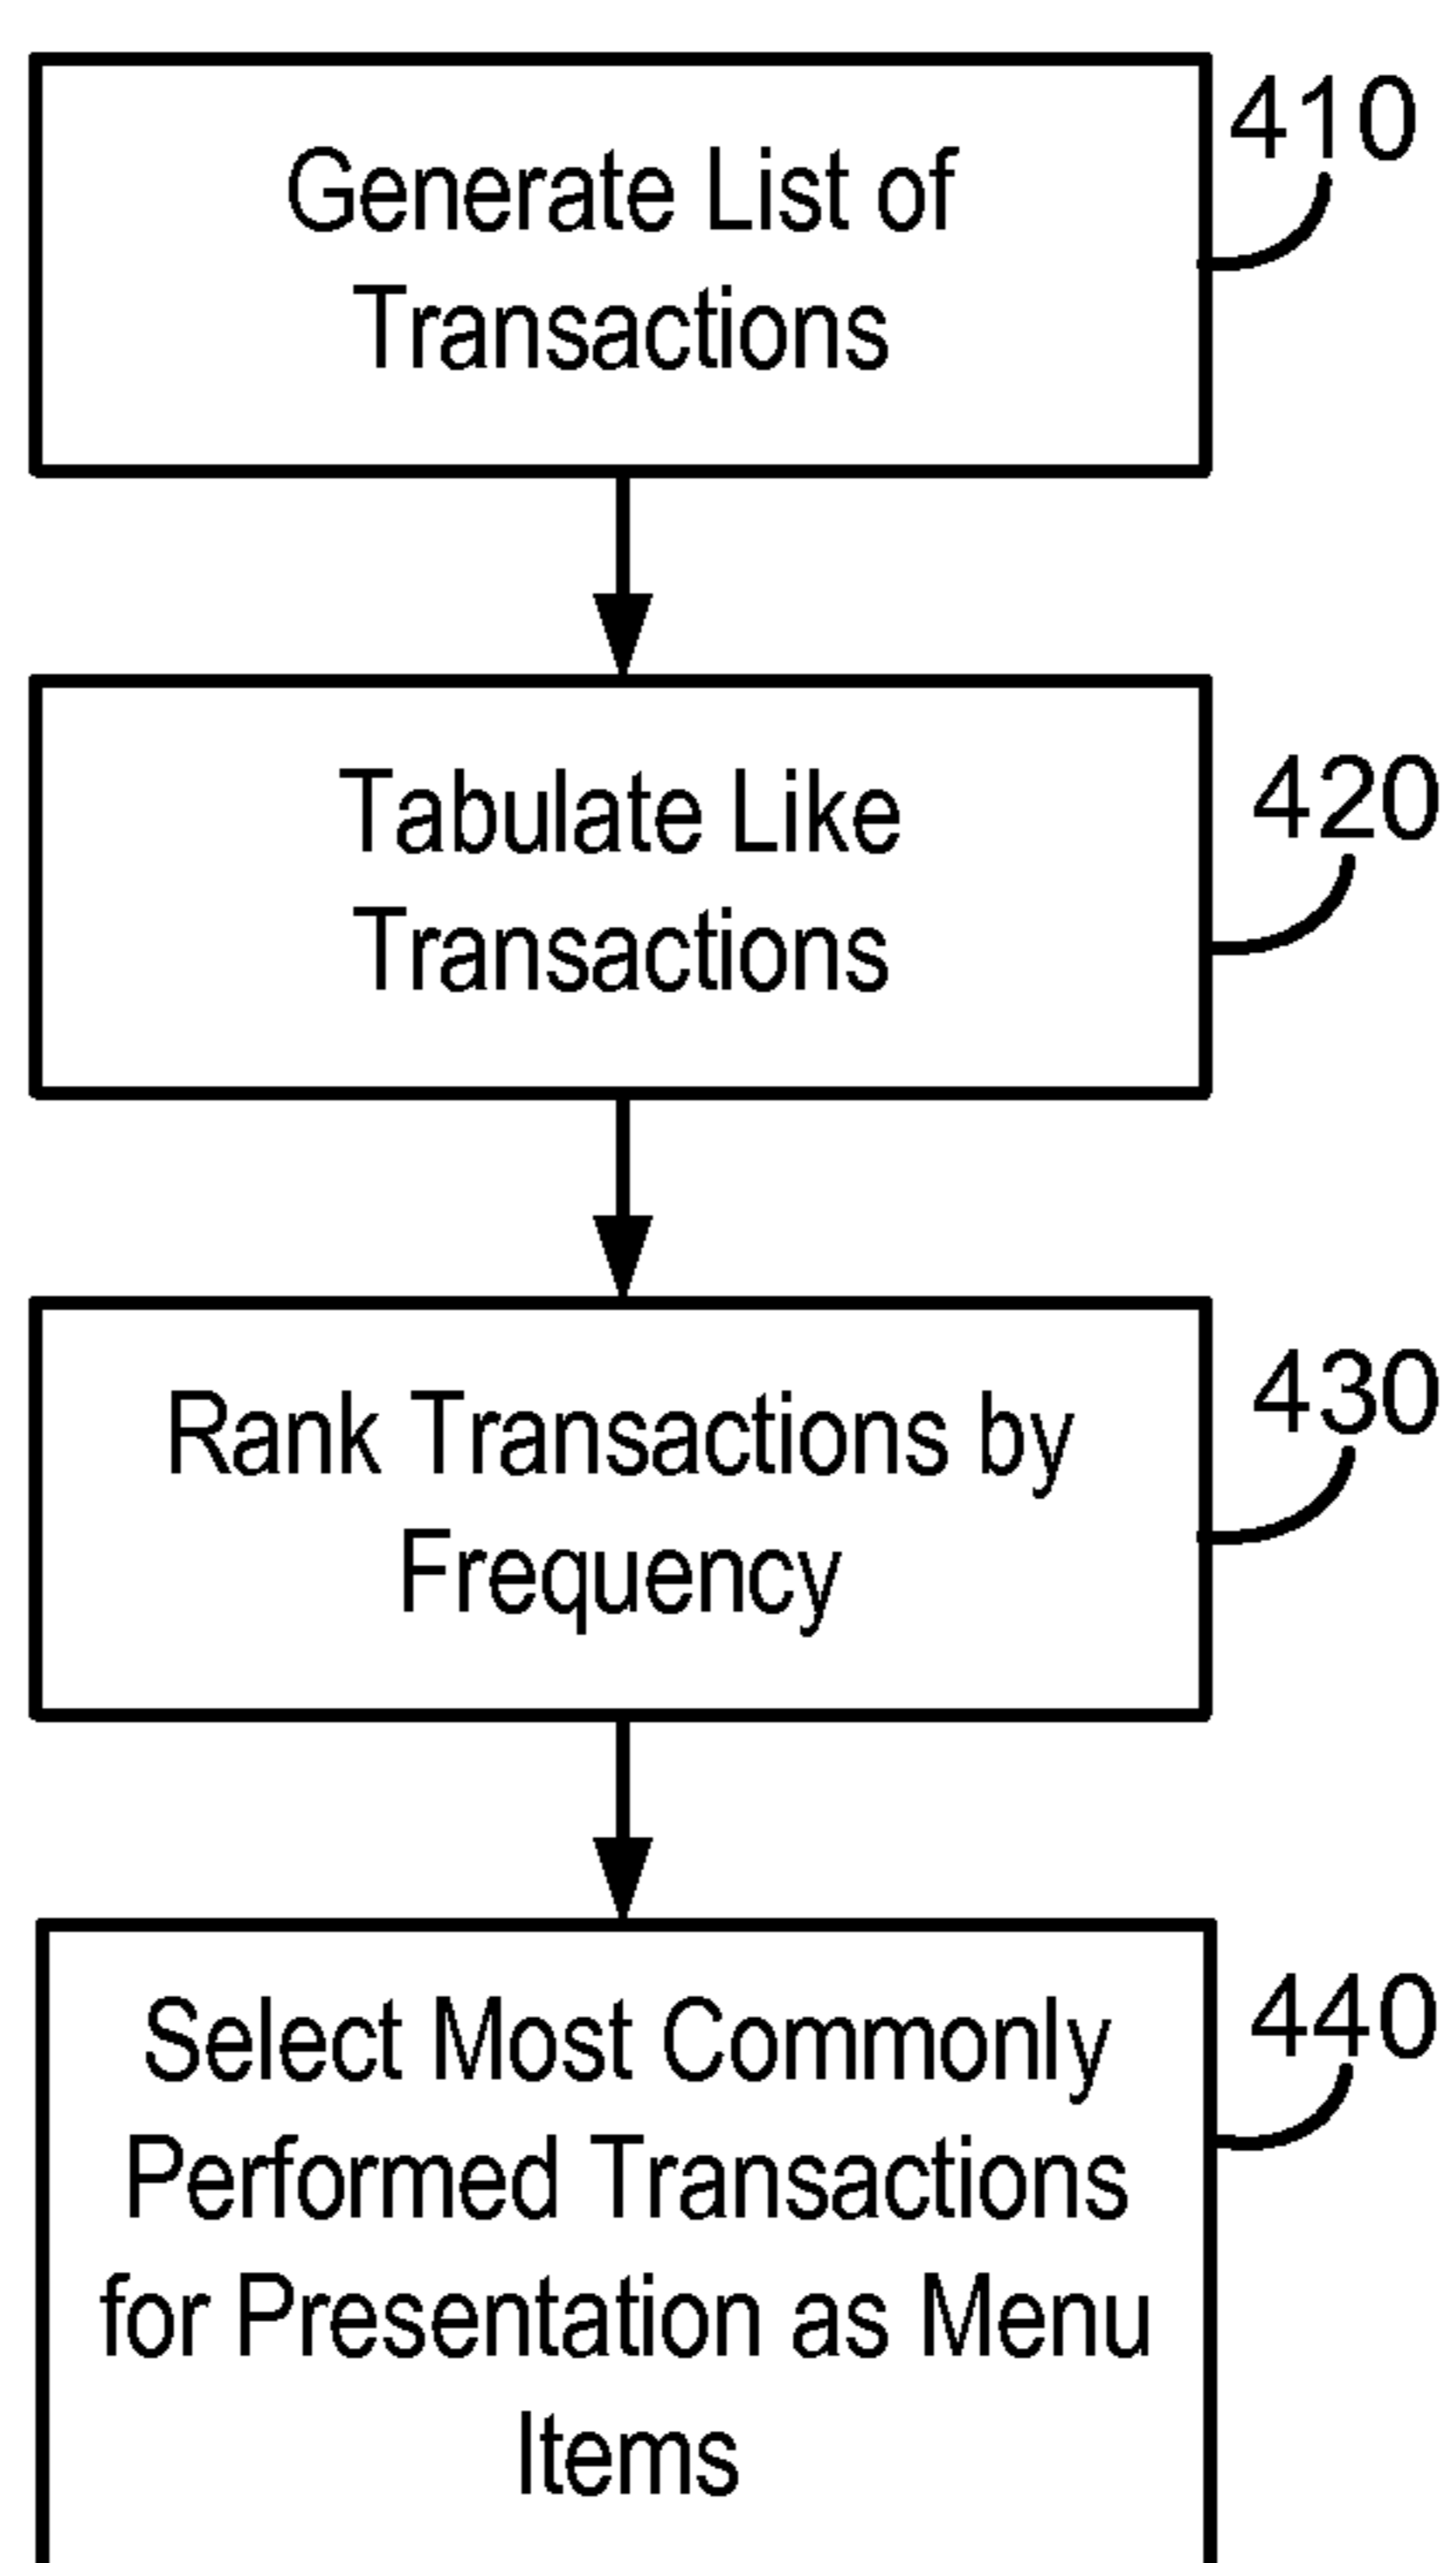 410
Generate List of
Transactions
420
Tabulate Like
Transactions
430
Rank Transactions by
Frequency
440
Select Most Commonly
Performed Transactions
for Presentation as Menu
Items